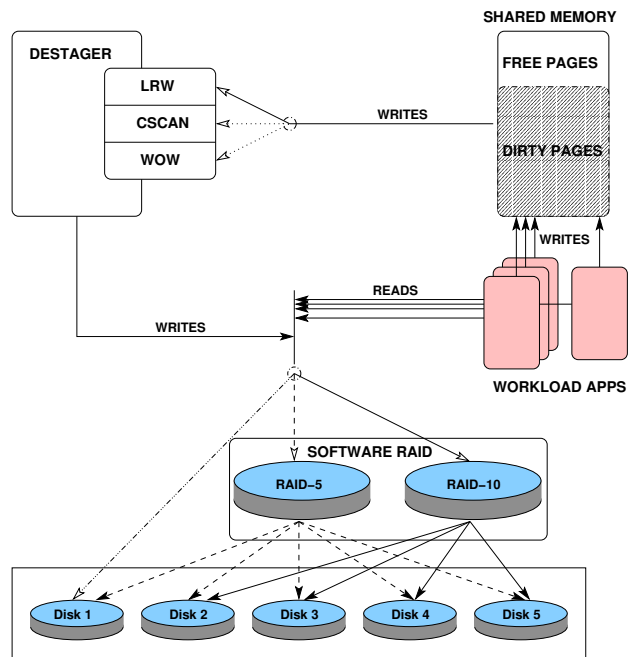 SHARED MEMORY
DESTAGER
FREE PAGES
LRW
WRITES
CSCAN
DIRTY PAGES
WOW
WRITES
READS
WRITES
WORKLOAD APPS
SOFTWARE RAID
RAID–5
RAID–10
Disk 1
Disk 2
Disk 3
Disk 4
Disk 5